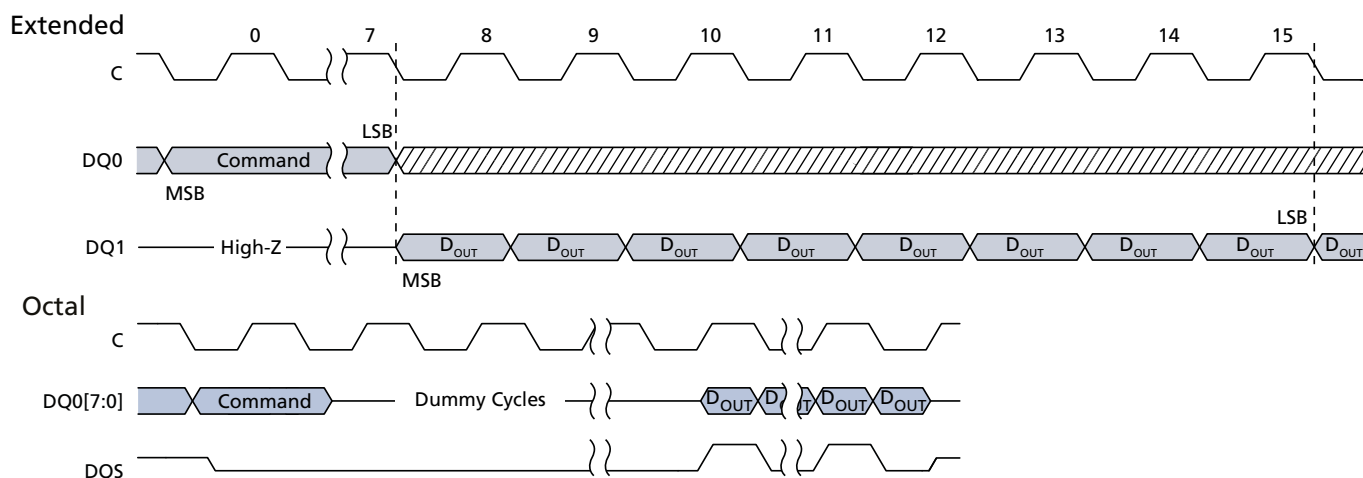 Extended
0 7 8 9 10 11 12 13 14 15
C
LSB
DQ0 Command
MSB
LSB
DQ1 High-Z DOUT DOUT DOUT DOUT DOUT DOUT DOUT DOUT DOUT
MSB
Octal
C
DQ0[7:0] Command Dummy Cycles DOUT DOUT DOUT DOUT
DQS